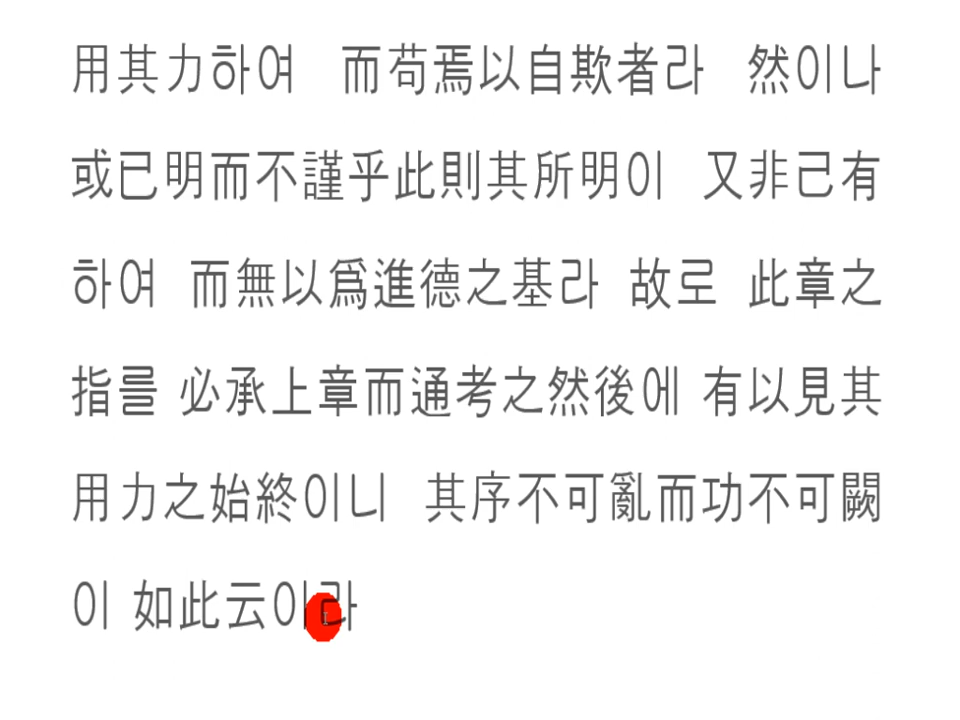 用其力하여 而苟焉以自欺者라 然이나
或已明而不謹乎此則其所明이 又非己有
하여 而無以爲進德之基라 故로 此章之
指를 必承上章而通考之然後에 有以見其
用力之始終이니 其序不可亂而功不可闕
이 如此云이라